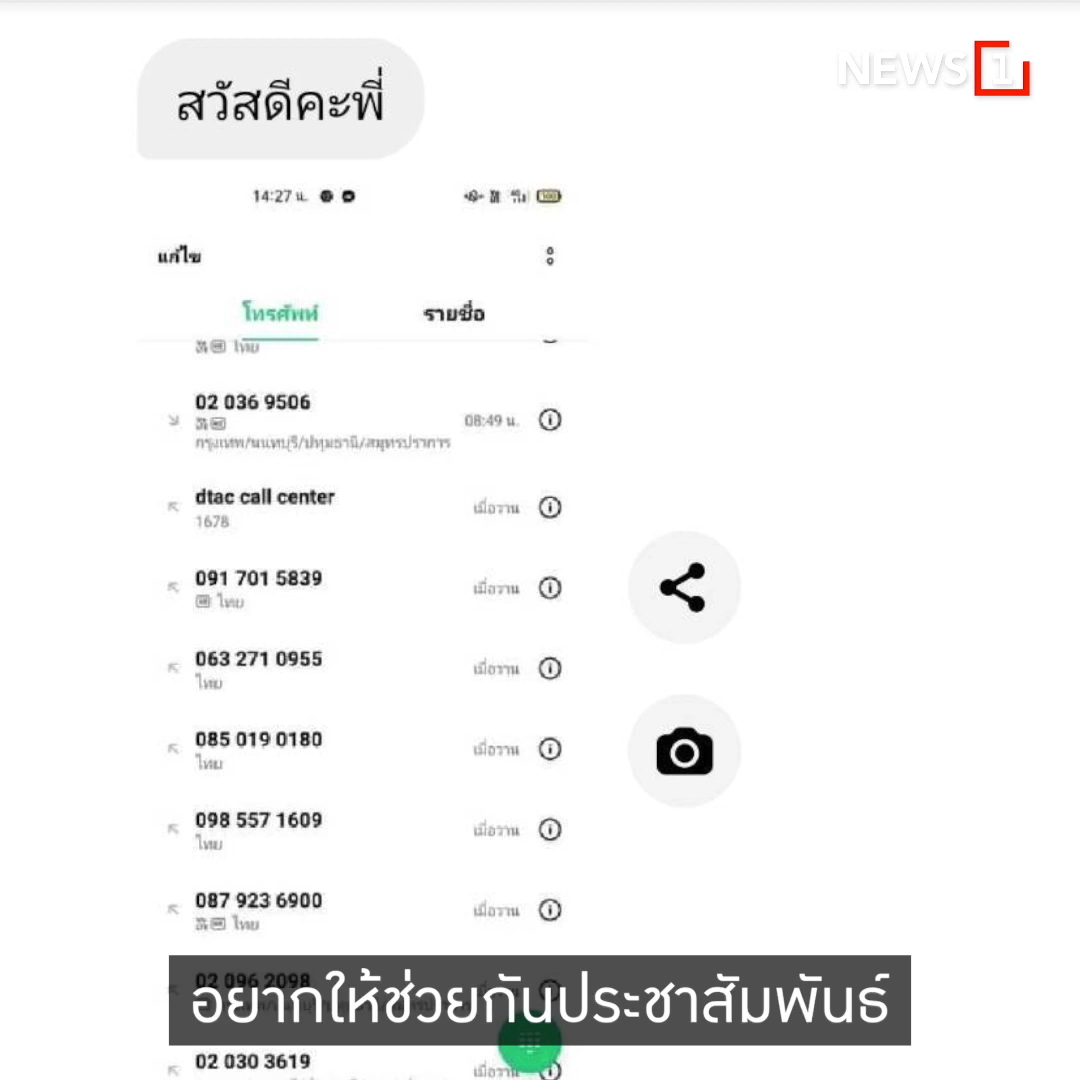 สวัสดีคะพี่
NEWS 1
14:27 น.
แก้ไข
โทรศัพท์ รายชื่อ
ไทย
02 036 9506
08:49 น.
กรุงเทพ/นนทบุรี/ปทุมธานี/สมุทรปราการ
dtac call center
เมื่อวาน
1678
091 701 5839
เมื่อวาน
ไทย
063 271 0955
เมื่อวาน
ไทย
085 019 0180
เมื่อวาน
ไทย
098 557 1609
เมื่อวาน
ไทย
087 923 6900
เมื่อวาน
ไทย
02 096 2098
อยากให้ช่วยกันประชาสัมพันธ์
02 030 3619
เมื่อวาน